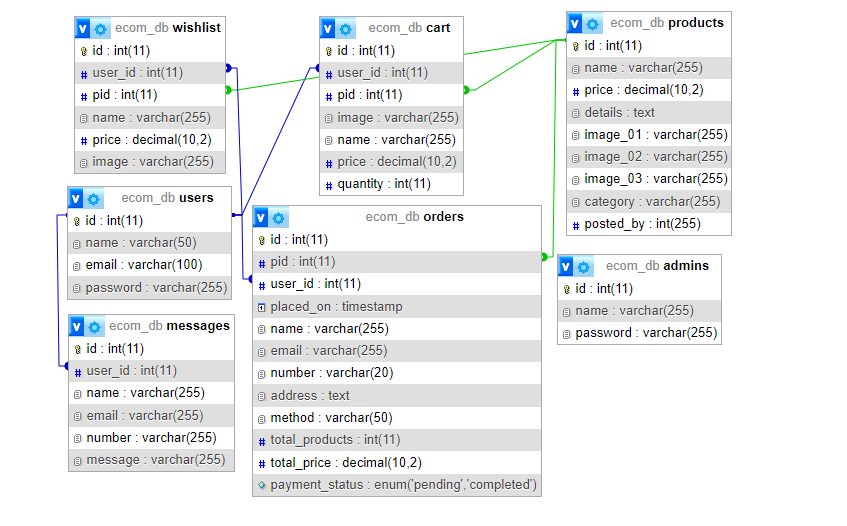 ecom_db wishlist
id : int(11)
user_id : int(11)
pid : int(11)
name : varchar(255)
price : decimal(10,2)
image : varchar(255)
ecom_db cart
id : int(11)
user_id : int(11)
pid : int(11)
image : varchar(255)
name : varchar(255)
price : decimal(10,2)
quantity : int(11)
ecom_db products
id : int(11)
name : varchar(255)
price : decimal(10,2)
details : text
image_01 : varchar(255)
image_02 : varchar(255)
image_03 : varchar(255)
category : varchar(255)
posted_by : int(255)
ecom_db users
id : int(11)
name : varchar(50)
email : varchar(100)
password : varchar(255)
ecom_db orders
id : int(11)
pid : int(11)
user_id : int(11)
placed_on : timestamp
name : varchar(255)
email : varchar(255)
number : varchar(20)
address : text
method : varchar(50)
total_products : int(11)
total_price : decimal(10,2)
payment_status : enum('pending','completed')
ecom_db admins
id : int(11)
name : varchar(255)
password : varchar(255)
ecom_db messages
id : int(11)
user_id : int(11)
name : varchar(255)
email : varchar(255)
number : varchar(255)
message : varchar(255)